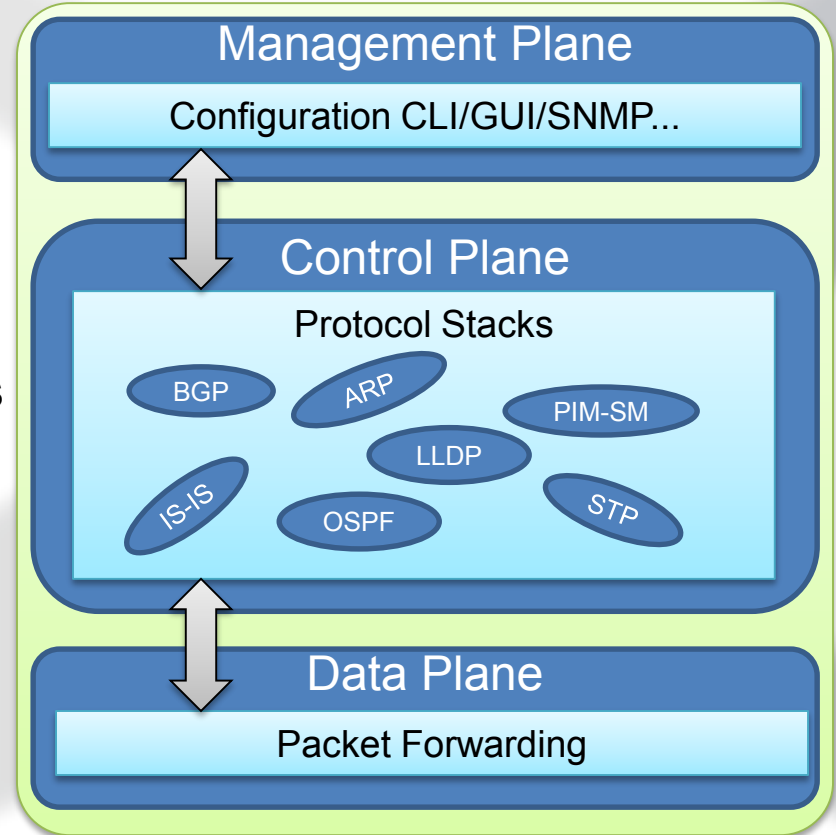 Management Plane
Configuration CLI/GUI/SNMP...
Control Plane
Protocol Stacks
BGP
ARP
PIM-SM
LLDP
IS-IS
OSPF
STP
s
Data Plane
Packet Forwarding